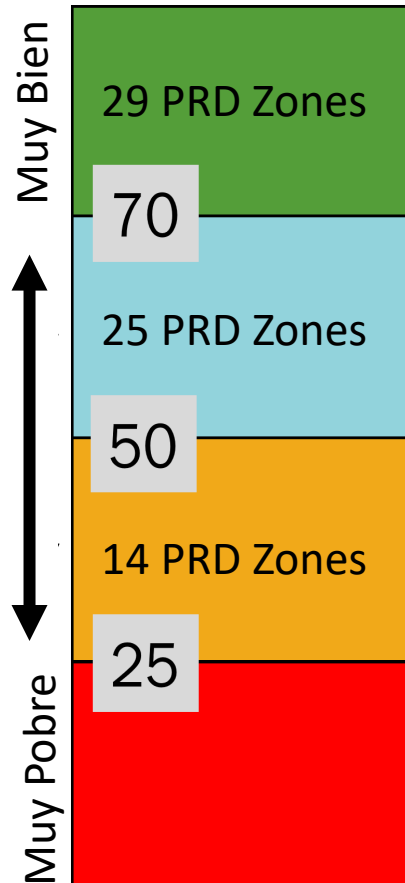 Muy Bien
29 PRD Zones
70
25 PRD Zones
50
14 PRD Zones
25
Muy Pobre